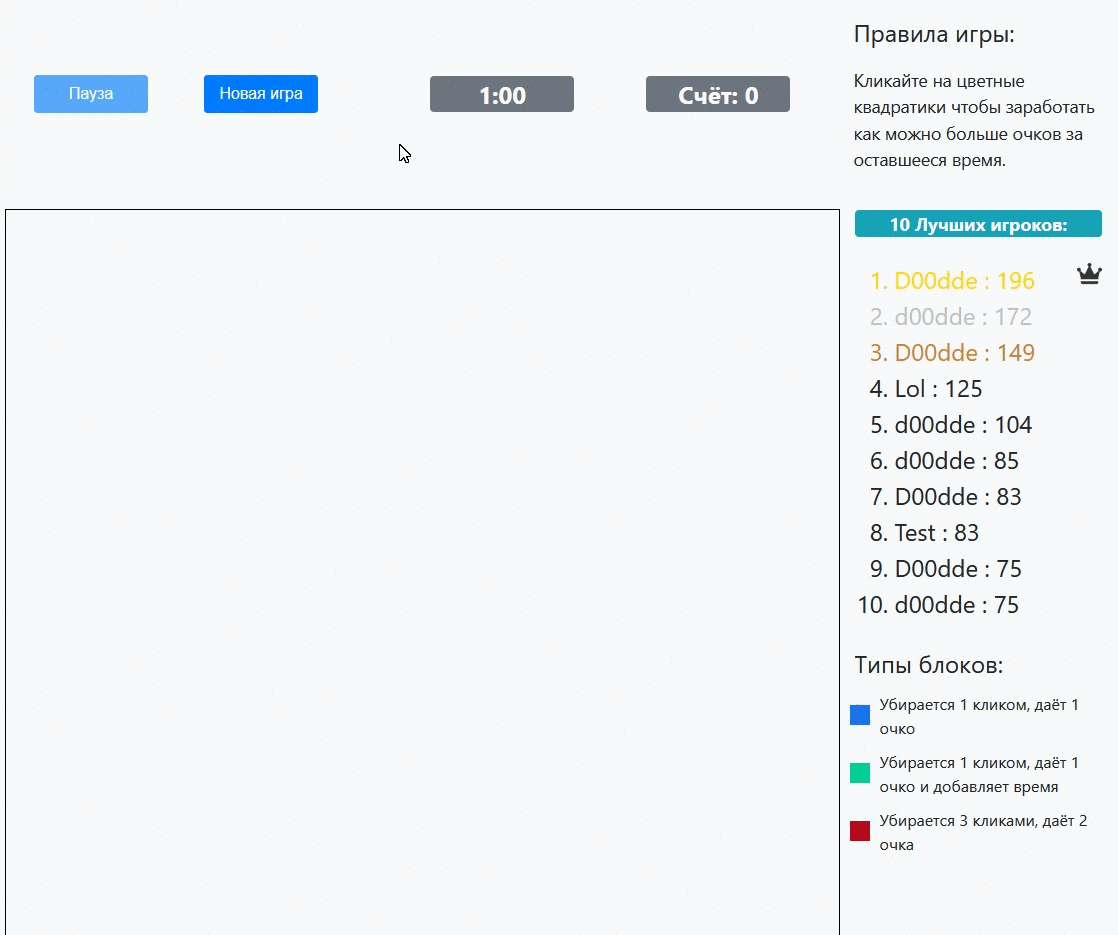 Пауза
Новая игра
1:00
Счёт: 0
Правила игры:
Кликайте на цветные
квадратики чтобы заработать
как можно больше очков за
оставшееся время.
10 Лучших игроков:
1. D00dde : 196
2. d00dde : 172
3. D00dde : 149
4. Lol : 125
5. d00dde : 104
6. d00dde : 85
7. D00dde : 83
8. Test : 83
9. D00dde : 75
10. d00dde : 75
Типы блоков:
Убирается 1 кликом, даёт 1
очко
Убирается 1 кликом, даёт 1
очко и добавляет время
Убирается 3 кликами, даёт 2
очка